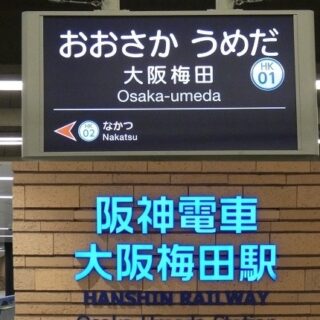 おおさか うめだ
大阪梅田
Osaka-umeda
HK
01
HK
02
なかつ
Nakatsu
阪神電車
大阪梅田駅
HANSHIN RAILWAY